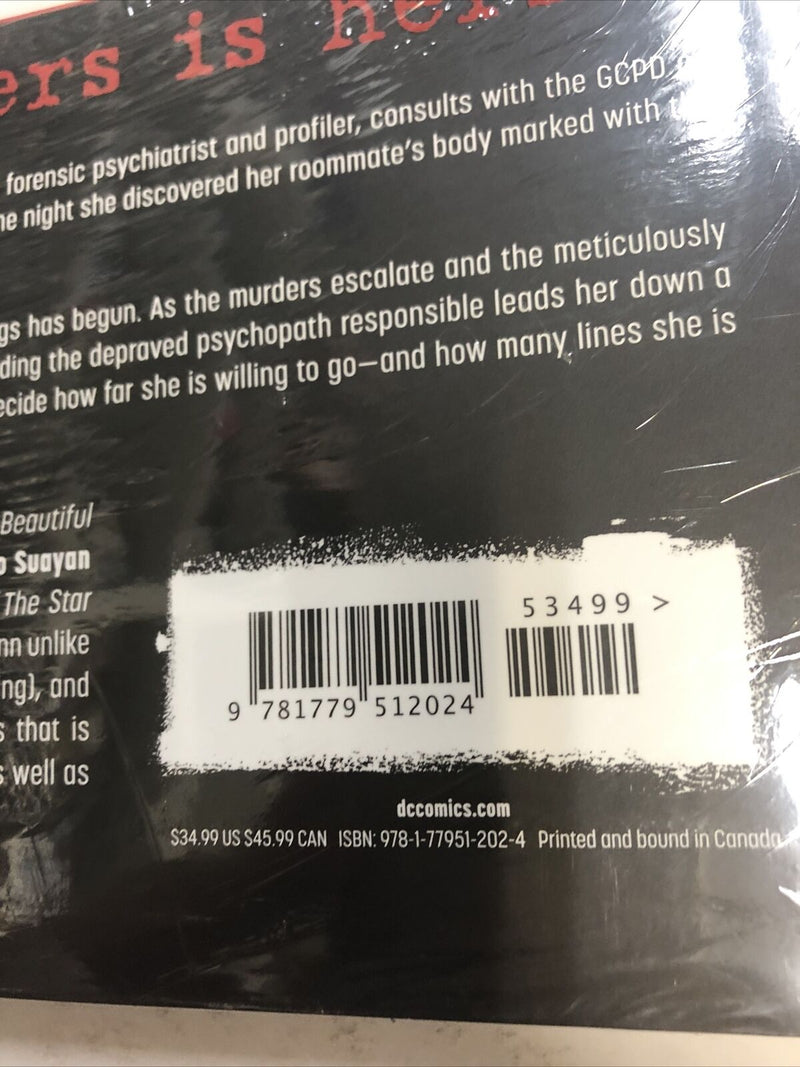 ers is her
forensic psychiatrist and profiler, consults with the GCPD
he night she discovered her roommate's body marked with
gs has begun. As the murders escalate and the meticulously
ding the depraved psychopath responsible leads her down a
ecide how far she is willing to go—and how many lines she is
Beautiful
o Suayan
The Star
nn unlike
ng), and
s that is
s well as
53499 >
9 781779 512024
dccomics.com
$34.99 US $45.99 CAN ISBN: 978-1-77951-202-4 Printed and bound in Canada.